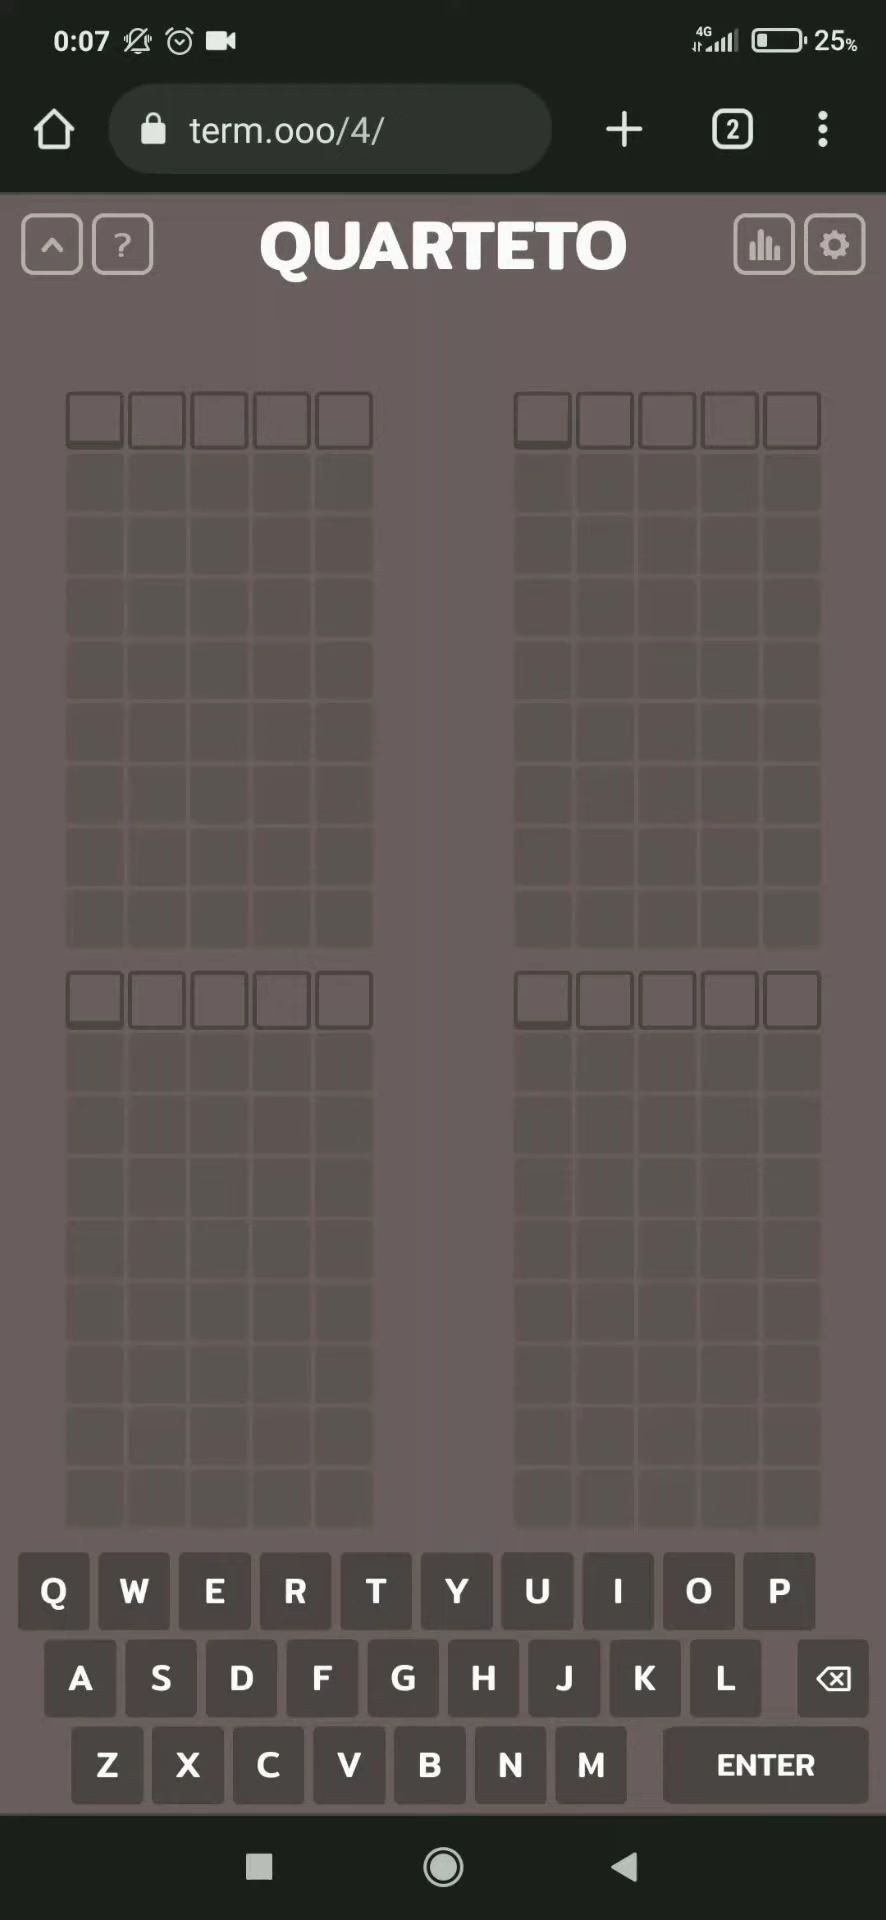 0:07 4G 25%
term.ooo/4/ 2
? QUARTETO
Q W E R T Y U I O P
A S D F G H J K L
Z X C V B N M ENTER